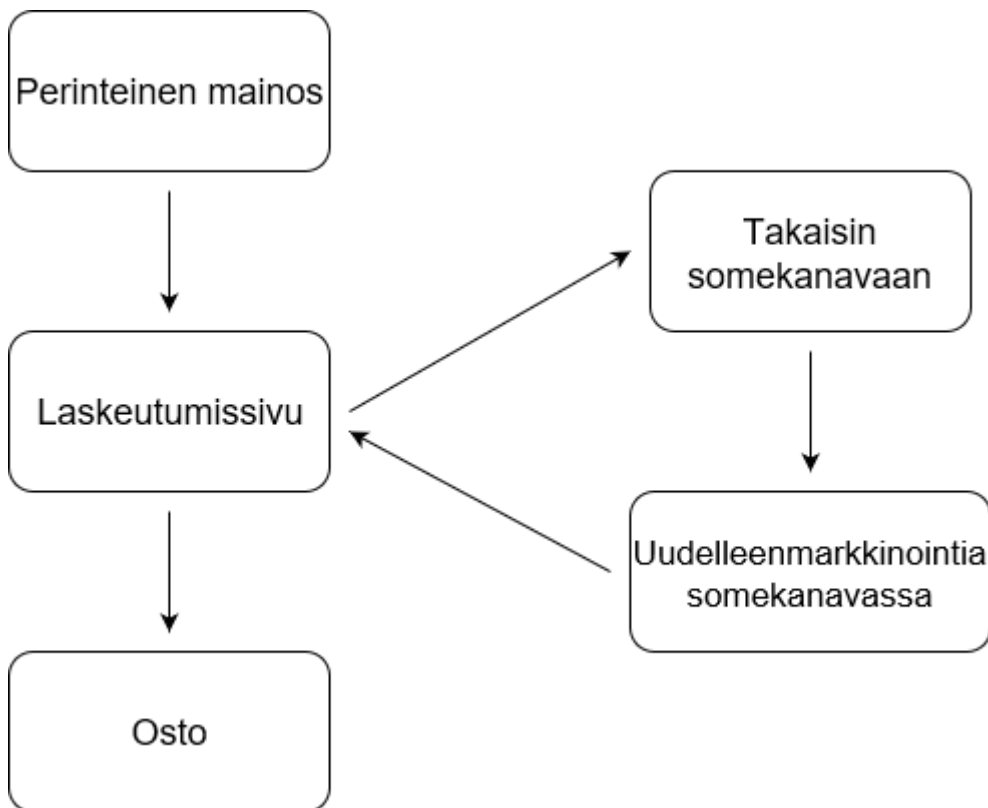 Perinteinen mainos
Takaisin
somekanavaan
Laskeutumissivu
Uudelleenmarkkinointia
somekanavassa
Osto